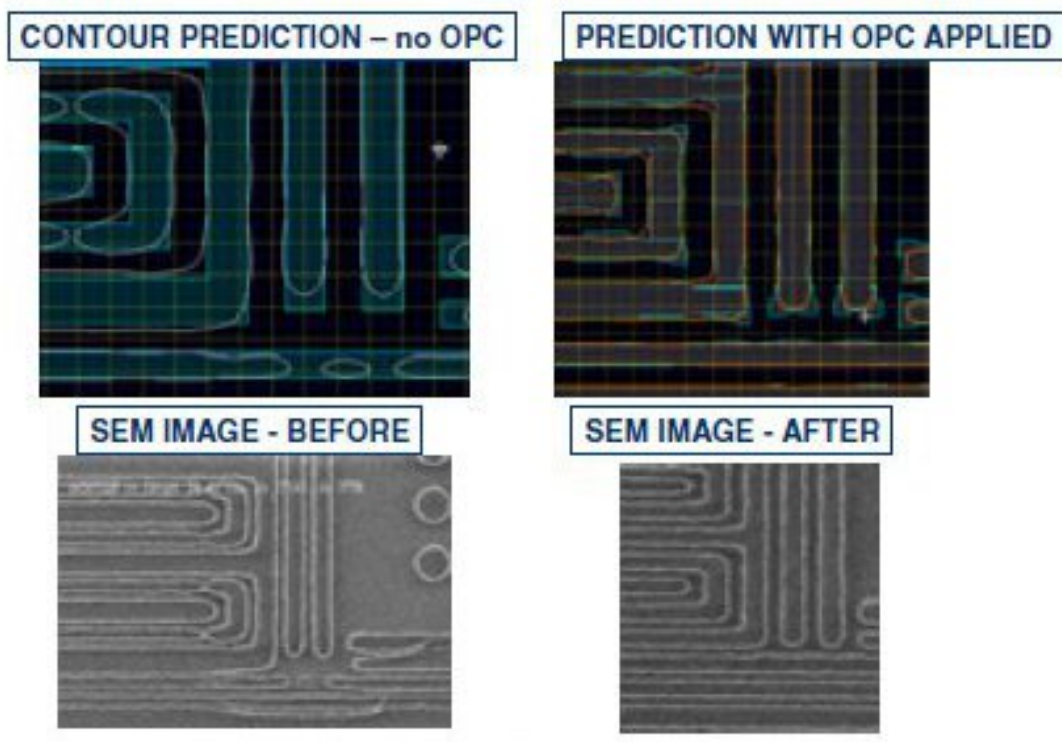 CONTOUR PREDICTION – no OPC
PREDICTION WITH OPC APPLIED
SEM IMAGE - BEFORE
SEM IMAGE - AFTER